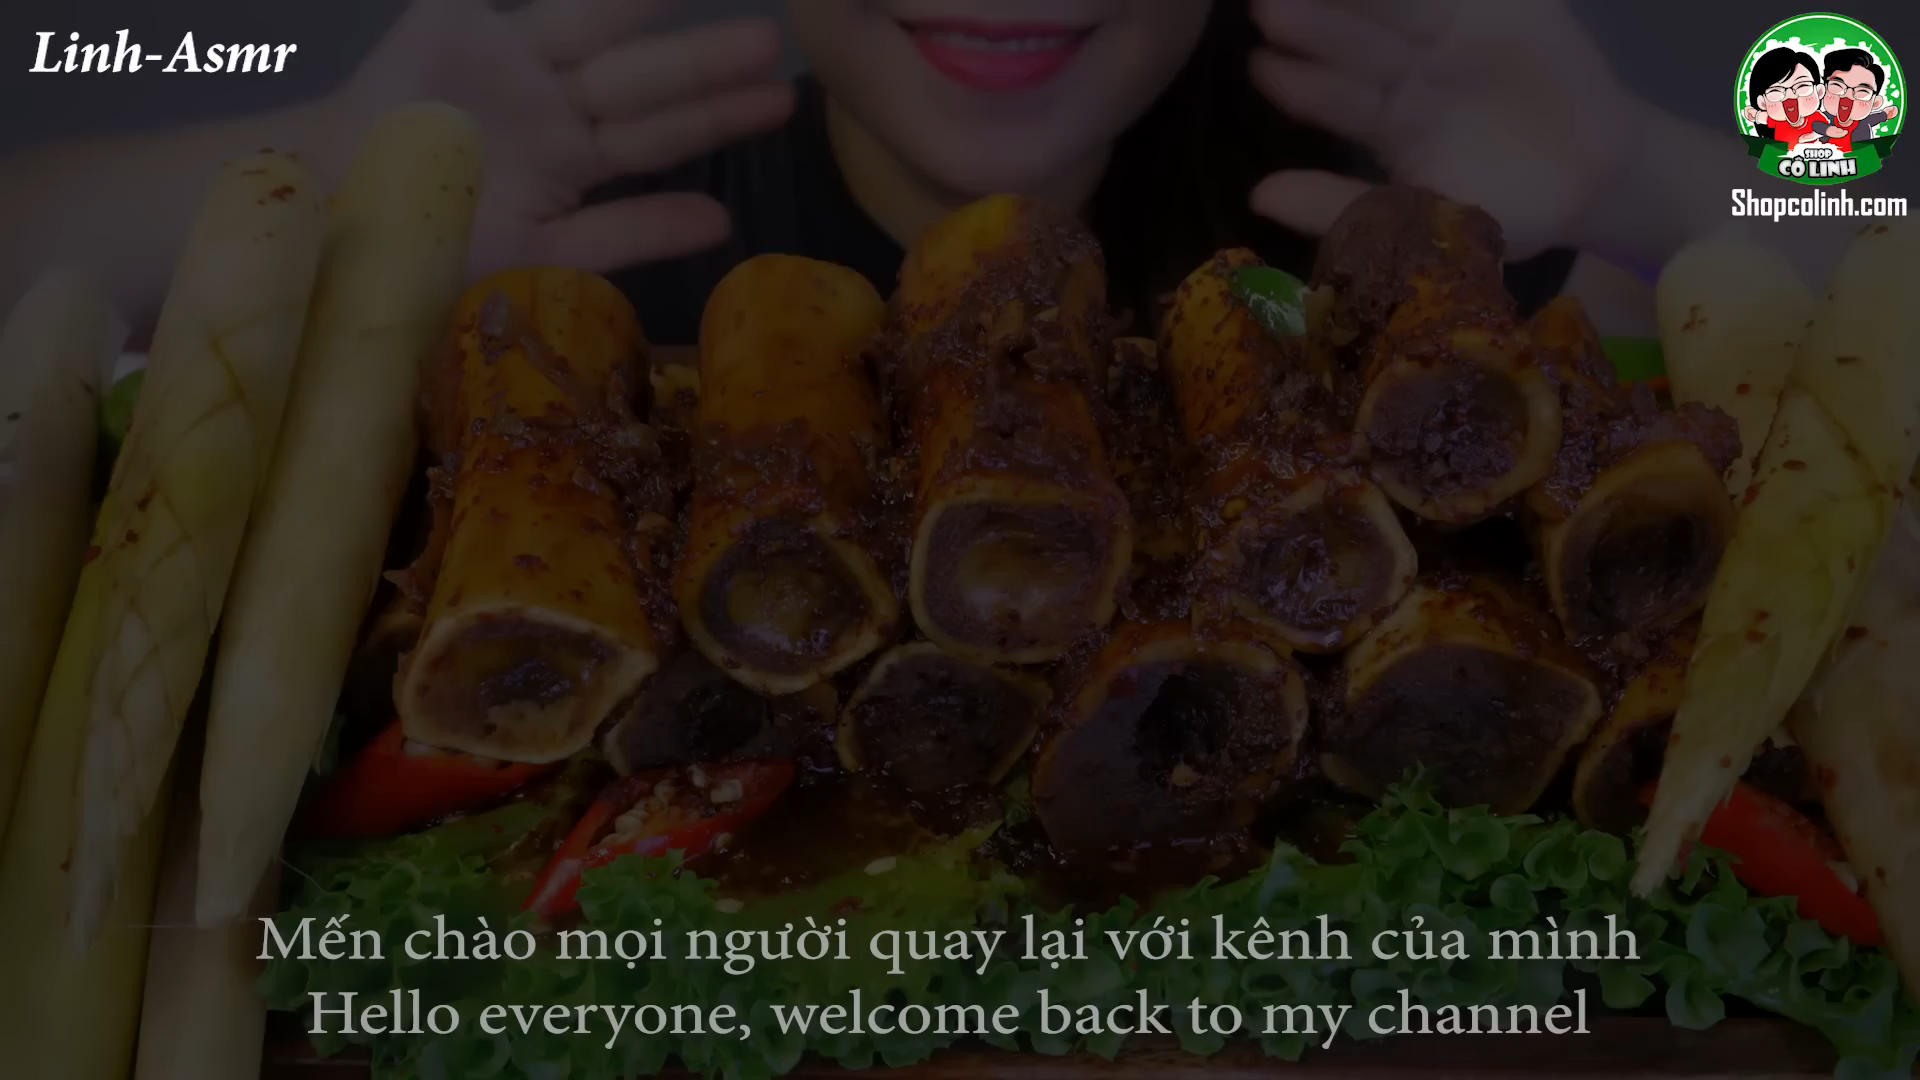 Linh-Asmr
SHOP
CÔ LINH
Shopcolinh.com
Mến chào mọi người quay lại với kênh của mình
Hello everyone, welcome back to my channel